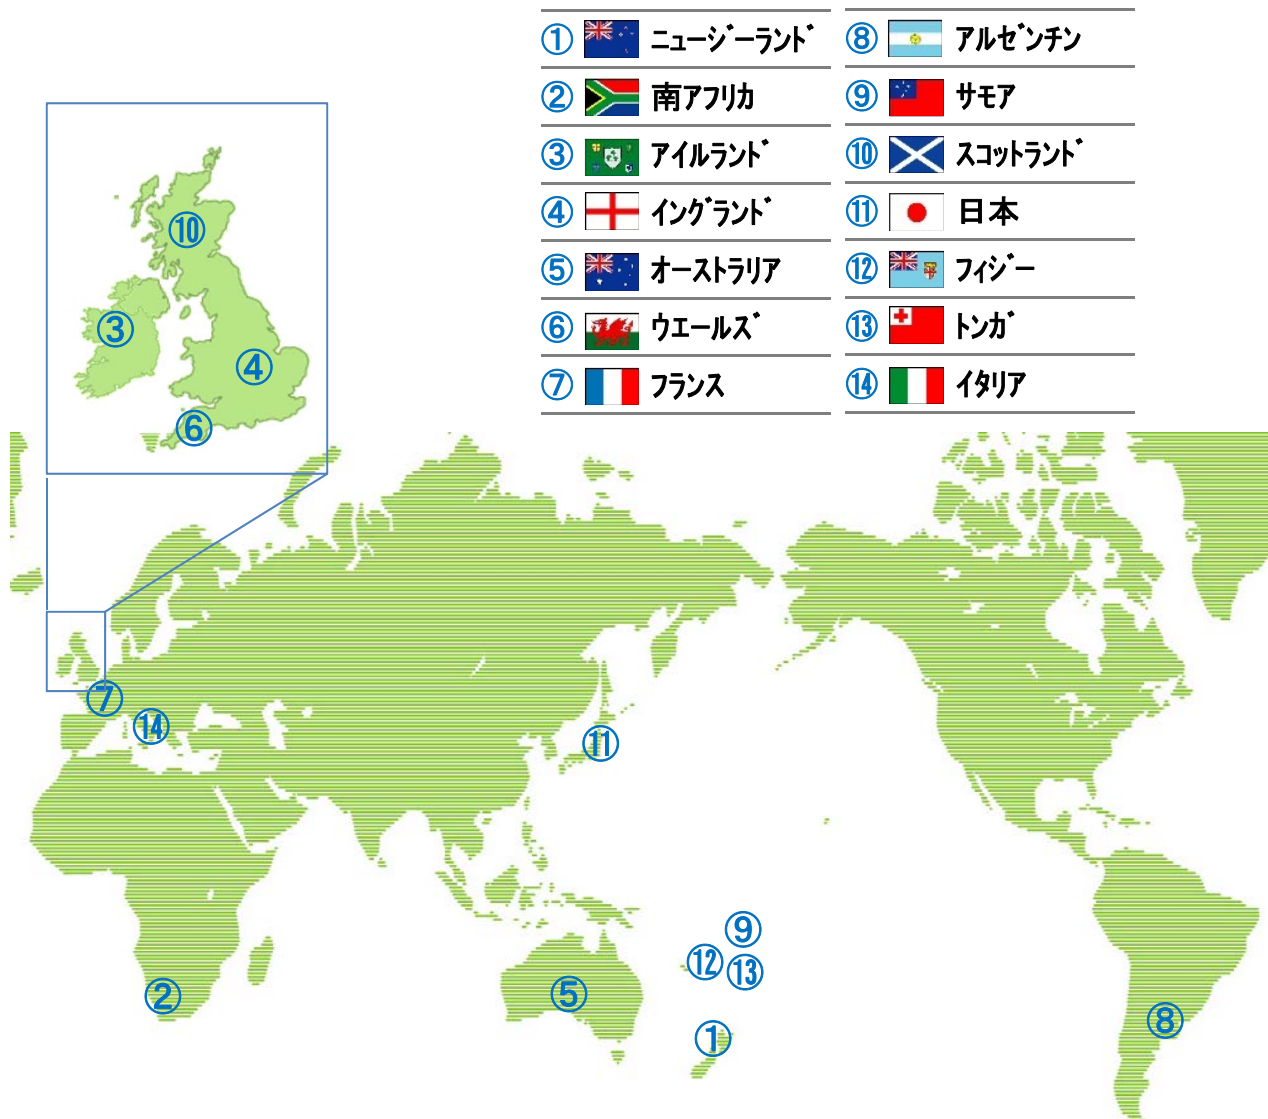 ① ニュージーランド
② 南アフリカ
③ アイルランド
④ イングランド
⑤ オーストラリア
⑥ ウエールズ
⑦ フランス
⑧ アルゼンチン
⑨ サモア
⑩ スコットランド
⑪ 日本
⑫ フィジー
⑬ トンガ
⑭ イタリア
⑩
③
④
⑥
⑦
⑭
⑪
⑨
⑫
⑬
②
⑤
①
⑧